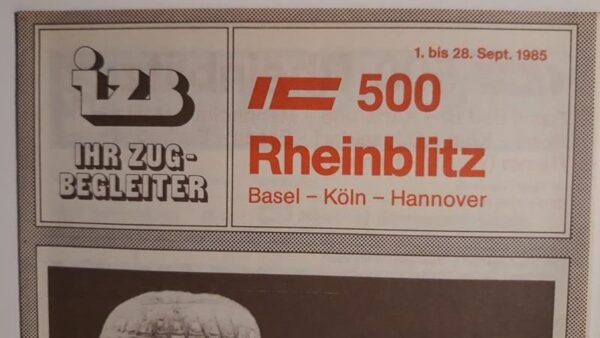 izb
IHR ZUG-
BEGLEITER
1. bis 28. Sept. 1985
IC 500
Rheinblitz
Basel – Köln – Hannover